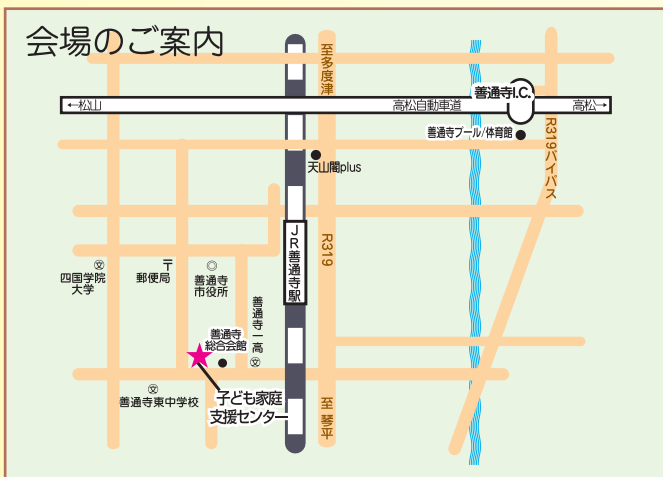 会場のご案内
至多度津
善通寺I.C.
←松山
高松自動車道
高松→
善通寺プール/体育館
R319バイパス
天山閣plus
JR善通寺駅
R319
四国学院
大学
〒
郵便局
◎
善通寺
市役所
善通寺一高
善通寺
総合会館
文
文
文
善通寺東中学校
子ども家庭
支援センター
至 琴平